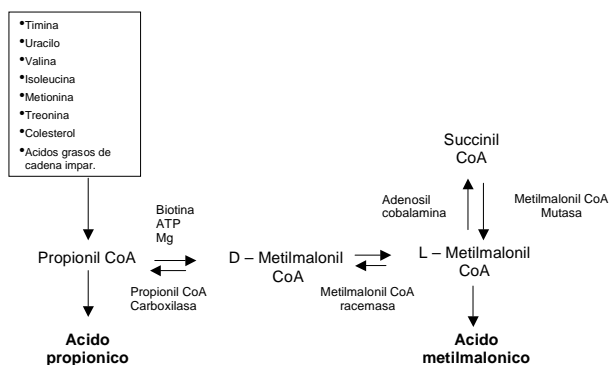 •Timina
•Uracilo
•Valina
•Isoleucina
•Metionina
•Treonina
•Colesterol
•Acidos grasos de
cadena impar.
Propionil CoA
Acido
propionico
Biotina
ATP
Mg
Propionil CoA
Carboxilasa
D – Metilmalonil
CoA
Metilmalonil CoA
racemasa
Succinil
CoA
Adenosil
cobalamina
Metilmalonil CoA
Mutasa
L – Metilmalonil
CoA
Acido
metilmalonico